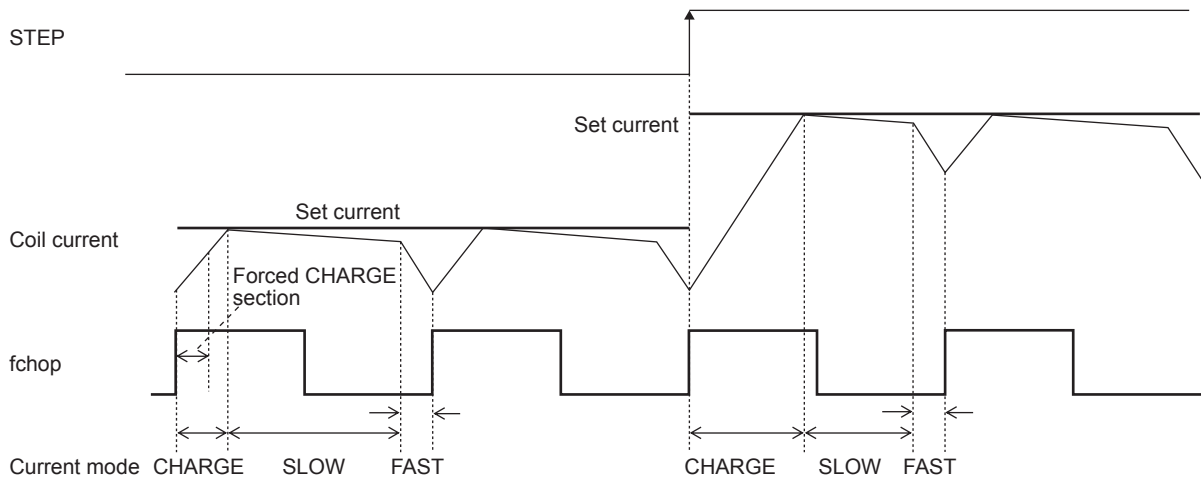 STEP
Set current
Set current
Coil current
Forced CHARGE
section
fchop
Current mode CHARGE SLOW FAST CHARGE SLOW FAST